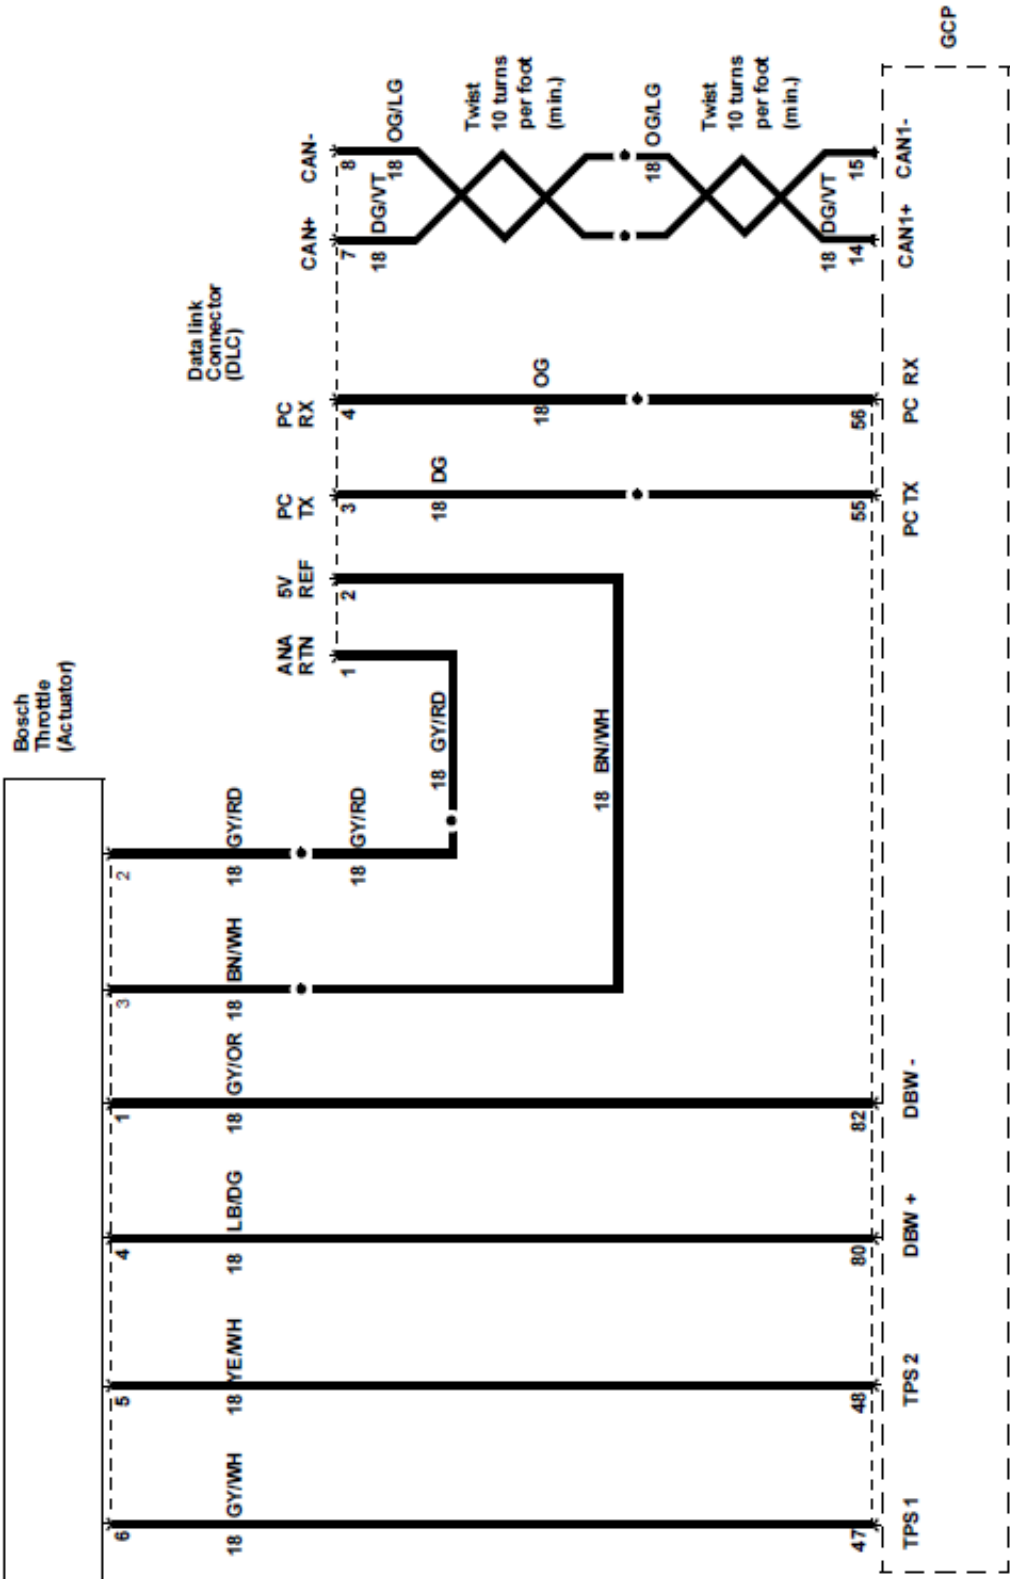 Bosch
Throttle
(Actuator)
6
5
4
1
3
2
Data link
Connector
(DLC)
18 GY/WH
18 YE/WH
18 LB/DG
18 GY/OR
18 BN/WH
18 GY/RD
ANA
RTN
5V
REF
PC
TX
PC
RX
CAN+
CAN-
1
2
3
4
7
8
18 GY/RD
18 DG/VT
18 OG/LG
18 GY/RD
18 DG
Twist
10 turns
per foot
(min.)
18 OG
18 BN/WH
18 OG/LG
Twist
10 turns
per foot
(min.)
18 DG/VT
47
48
80
82
55
56
14
15
TPS 1
TPS 2
DBW +
DBW -
PC TX
PC RX
CAN1+
CAN1-
GCP